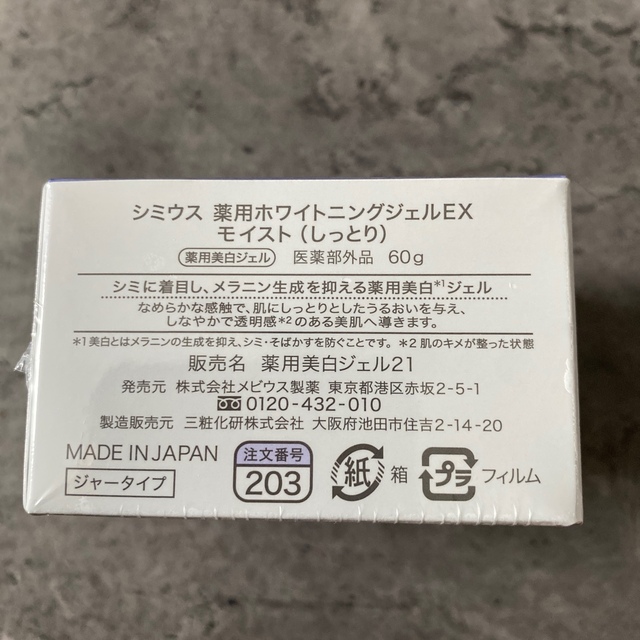 シミウス 薬用ホワイトニングジェルEX
モイスト(しっとり)
薬用美白ジェル 医薬部外品 60g
シミに着目し、メラニン生成を抑える薬用美白*1ジェル
なめらかな感触で、肌にしっとりとしたうるおいを与え、
しなやかで透明感*2のある美肌へ導きます。
*1 美白とはメラニンの生成を抑え、シミ・そばかすを防ぐことです。 *2 肌のキメが整った状態
販売名 薬用美白ジェル21
発売元 株式会社メビウス製薬 東京都港区赤坂2-5-1
0120-432-010
製造販売元 三粧化研株式会社 大阪府池田市住吉2-14-20
MADE IN JAPAN
ジャータイプ
注文番号
203
紙 箱
プラ フィルム